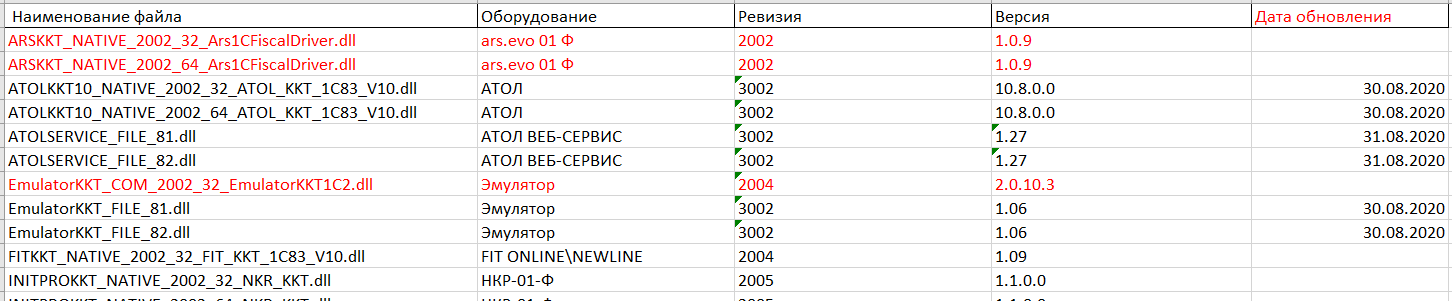 Наименование файла Оборудование Ревизия Версия Дата обновления
ARSKKT_NATIVE_2002_32_Ars1CFiscalDriver.dll ars.evo 01 Ф 2002 1.0.9
ARSKKT_NATIVE_2002_64_Ars1CFiscalDriver.dll ars.evo 01 Ф 2002 1.0.9
ATOLKKT10_NATIVE_2002_32_ATOL_KKT_1C83_V10.dll АТОЛ 3002 10.8.0.0 30.08.2020
ATOLKKT10_NATIVE_2002_64_ATOL_KKT_1C83_V10.dll АТОЛ 3002 10.8.0.0 30.08.2020
ATOLSERVICE_FILE_81.dll АТОЛ ВЕБ-СЕРВИС 3002 1.27 31.08.2020
ATOLSERVICE_FILE_82.dll АТОЛ ВЕБ-СЕРВИС 3002 1.27 31.08.2020
EmulatorKKT_COM_2002_32_EmulatorKKT1C2.dll Эмулятор 2004 2.0.10.3
EmulatorKKT_FILE_81.dll Эмулятор 3002 1.06 30.08.2020
EmulatorKKT_FILE_82.dll Эмулятор 3002 1.06 30.08.2020
FITKKT_NATIVE_2002_32_FIT_KKT_1C83_V10.dll FIT ONLINE\NEWLINE 2004 1.09
INITPROKKT_NATIVE_2002_32_NKR_KKT.dll НКР-01-Ф 2005 1.1.0.0